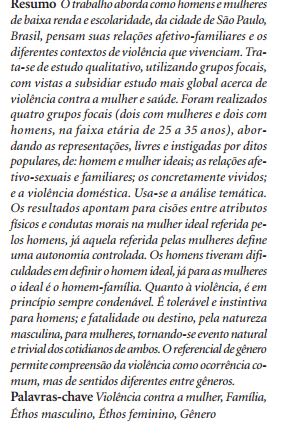 Resumo O trabalho aborda como homens e mulheres
de baixa renda e escolaridade, da cidade de São Paulo,
Brasil, pensam suas relações afetivo-familiares e os
diferentes contextos de violência que vivenciam. Tra-
ta-se de estudo qualitativo, utilizando grupos focais,
com vistas a subsidiar estudo mais global acerca de
violência contra a mulher e saúde. Foram realizados
quatro grupos focais (dois com mulheres e dois com
homens, na faixa etária de 25 a 35 anos), abor-
dando as representações, livres e instigadas por ditos
populares, de: homem e mulher ideais; as relações afe-
tivo-sexuais e familiares; os concretamente vividos;
e a violência doméstica. Usa-se a análise temática.
Os resultados apontam para cisões entre atributos
físicos e condutas morais na mulher ideal referida pe-
los homens, já aquela referida pelas mulheres define
uma autonomia controlada. Os homens tiveram difi-
culdades em definir o homem ideal, já para as mulheres
o ideal é o homem-família. Quanto à violência, é em
princípio sempre condenável. É tolerável e instintiva
para homens; e fatalidade ou destino, pela natureza
masculina, para mulheres, tornando-se evento natural
e trivial dos cotidianos de ambos. O referencial de gênero
permite compreensão da violência como ocorrência co-
mum, mas de sentidos diferentes entre gêneros.
Palavras-chave Violência contra a mulher, Família,
Éthos masculino, Éthos feminino, Gênero